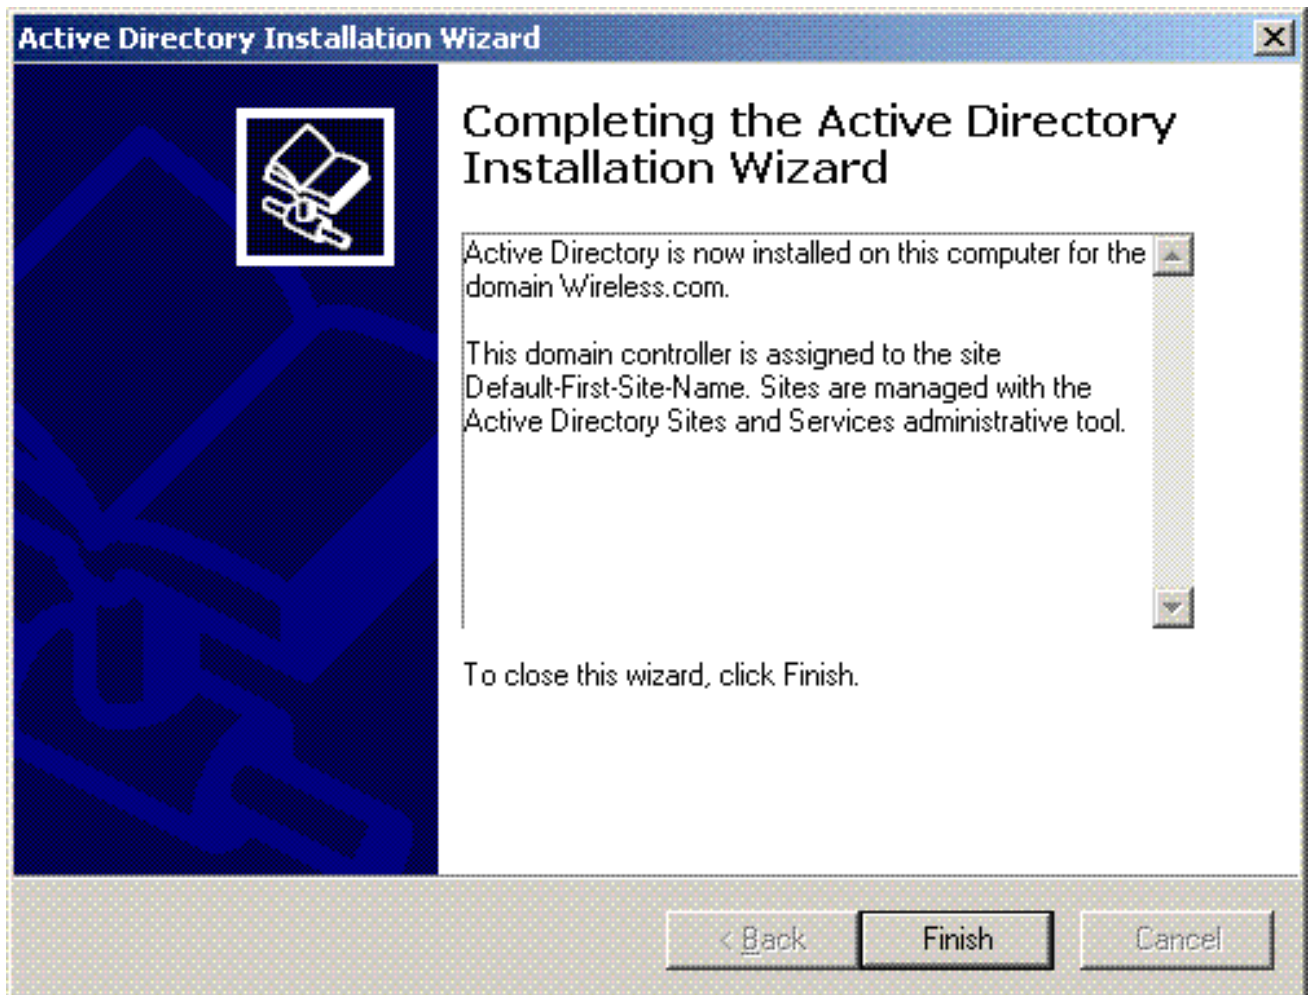 Active Directory Installation Wizard
Completing the Active Directory
Installation Wizard
Active Directory is now installed on this computer for the
domain Wireless.com.
This domain controller is assigned to the site
Default-First-Site-Name. Sites are managed with the
Active Directory Sites and Services administrative tool.
To close this wizard, click Finish.
< Back
Finish
Cancel